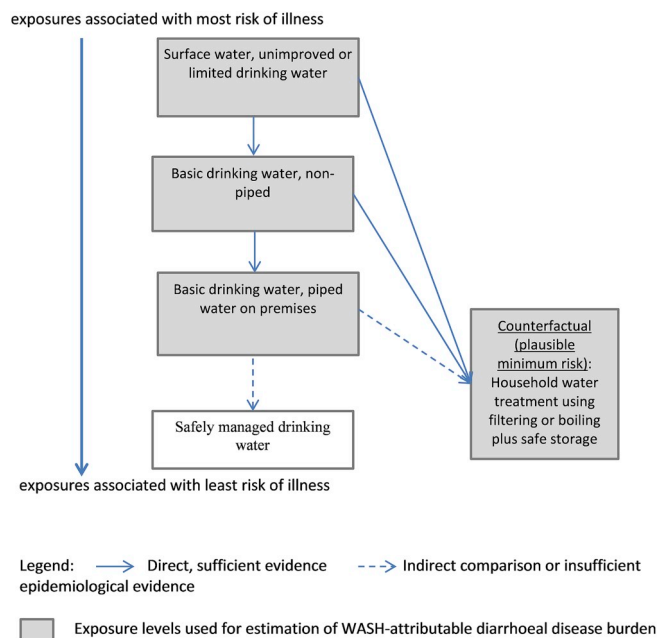 exposures associated with most risk of illness
Surface water, unimproved or
limited drinking water
Basic drinking water, non-
piped
Basic drinking water, piped
water on premises
Counterfactual
(plausible
minimum risk):
Household water
treatment using
filtering or boiling
plus safe storage
Safely managed drinking
water
exposures associated with least risk of illness
Legend: Direct, sufficient evidence Indirect comparison or insufficient
epidemiological evidence
Exposure levels used for estimation of WASH-attributable diarrhoeal disease burden